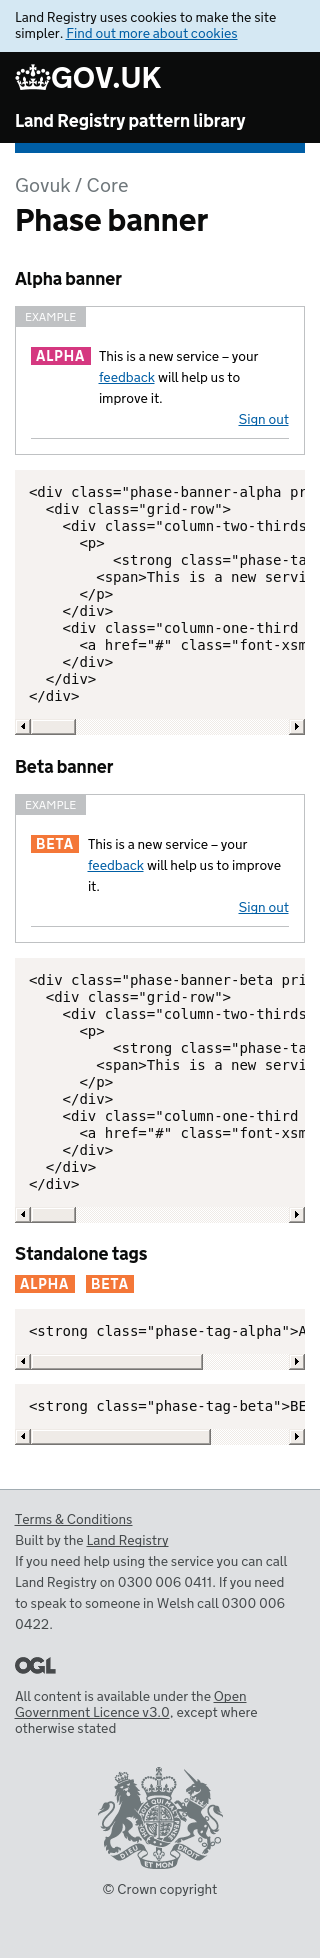 Land Registry uses cookies to make the site
simpler. Find out more about cookies
GOV.UK
Land Registry pattern library
Govuk / Core
Phase banner
Alpha banner
EXAMPLE
ALPHA This is a new service – your
feedback will help us to
improve it.
Sign out
<div class="phase-banner-alpha pr
<div class="grid-row">
<div class="column-two-thirds
<p>
<strong class="phase-ta
<span>This is a new servi
</p>
</div>
<div class="column-one-third
<a href="#" class="font-xsm
</div>
</div>
</div>
Beta banner
EXAMPLE
BETA This is a new service – your
feedback will help us to improve
it.
Sign out
<div class="phase-banner-beta pri
<div class="grid-row">
<div class="column-two-thirds
<p>
<strong class="phase-ta
<span>This is a new servi
</p>
</div>
<div class="column-one-third
<a href="#" class="font-xsm
</div>
</div>
</div>
Standalone tags
ALPHA BETA
<strong class="phase-tag-alpha">A
<strong class="phase-tag-beta">BE
Terms & Conditions
Built by the Land Registry
If you need help using the service you can call
Land Registry on 0300 006 0411. If you need
to speak to someone in Welsh call 0300 006
0422.
OGL
All content is available under the Open
Government Licence v3.0, except where
otherwise stated
DIEU ET MON DROIT
© Crown copyright